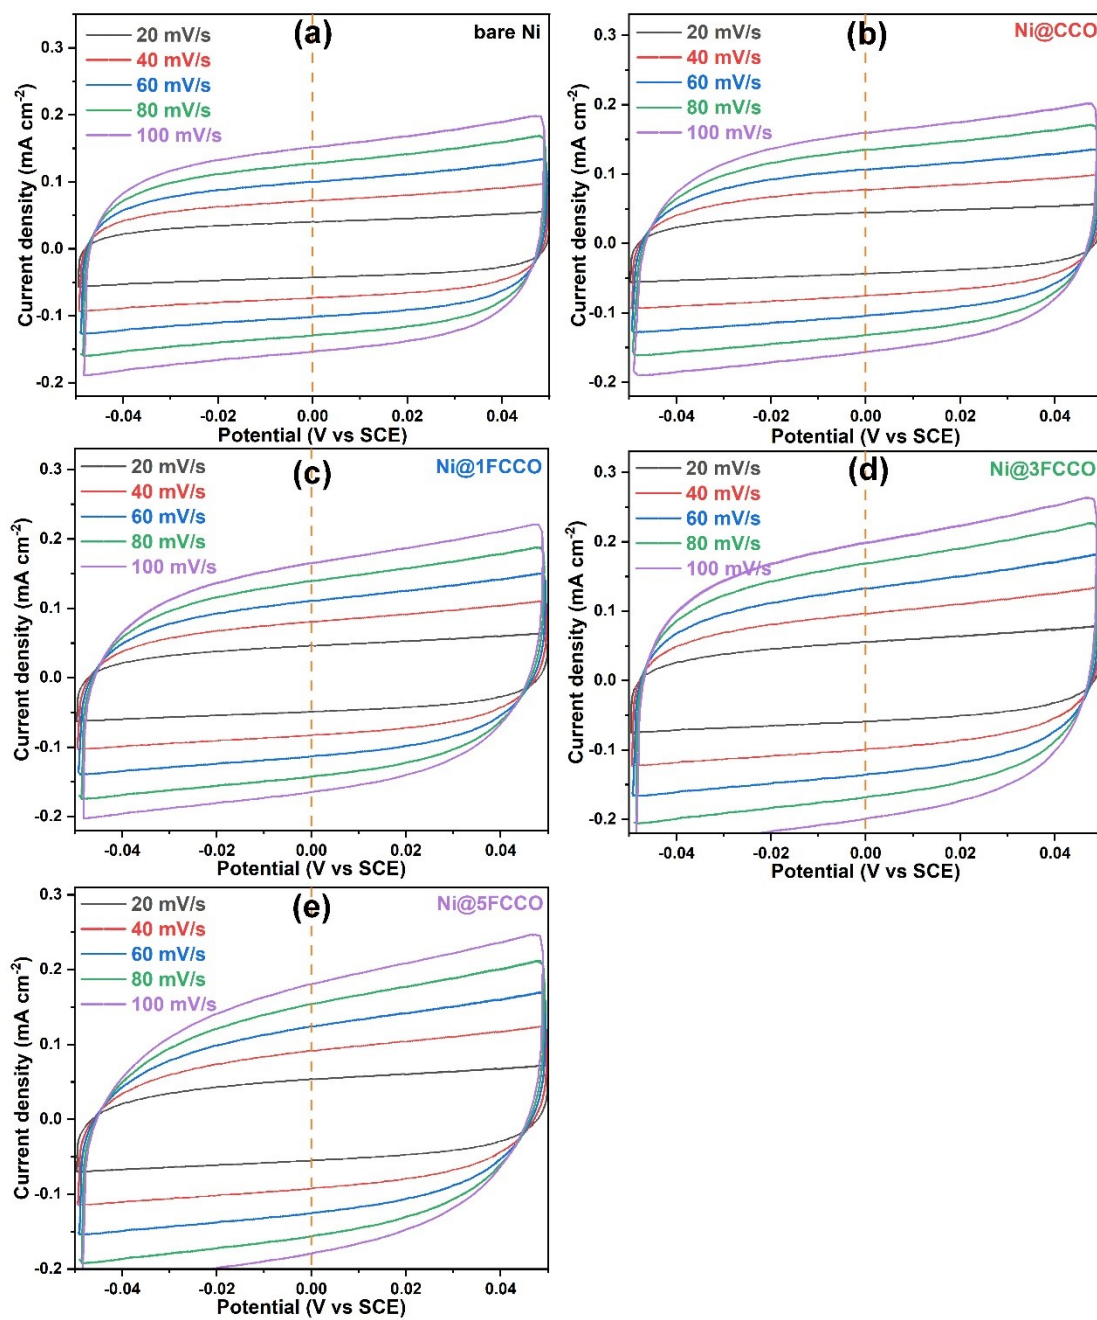 (a)
bare Ni
20 mV/s
40 mV/s
60 mV/s
80 mV/s
100 mV/s
Current density (mA cm⁻²)
0.3
0.2
0.1
0.0
-0.1
-0.2
-0.04
-0.02
0.00
0.02
0.04
Potential (V vs SCE)
(b)
Ni@CCO
20 mV/s
40 mV/s
60 mV/s
80 mV/s
100 mV/s
Current density (mA cm⁻²)
0.3
0.2
0.1
0.0
-0.1
-0.2
-0.04
-0.02
0.00
0.02
0.04
Potential (V vs SCE)
(c)
Ni@1FCCO
20 mV/s
40 mV/s
60 mV/s
80 mV/s
100 mV/s
Current density (mA cm⁻²)
0.3
0.2
0.1
0.0
-0.1
-0.2
-0.04
-0.02
0.00
0.02
0.04
Potential (V vs SCE)
(d)
Ni@3FCCO
20 mV/s
40 mV/s
60 mV/s
80 mV/s
100 mV/s
Current density (mA cm⁻²)
0.3
0.2
0.1
0.0
-0.1
-0.2
-0.04
-0.02
0.00
0.02
0.04
Potential (V vs SCE)
(e)
Ni@5FCCO
20 mV/s
40 mV/s
60 mV/s
80 mV/s
100 mV/s
Current density (mA cm⁻²)
0.3
0.2
0.1
0.0
-0.1
-0.2
-0.04
-0.02
0.00
0.02
0.04
Potential (V vs SCE)